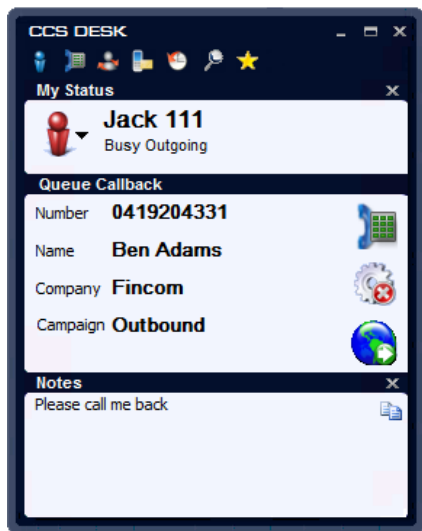 CCS DESK
My Status
Jack 111
Busy Outgoing
Queue Callback
Number 0419204331
Name Ben Adams
Company Fincom
Campaign Outbound
Notes
Please call me back